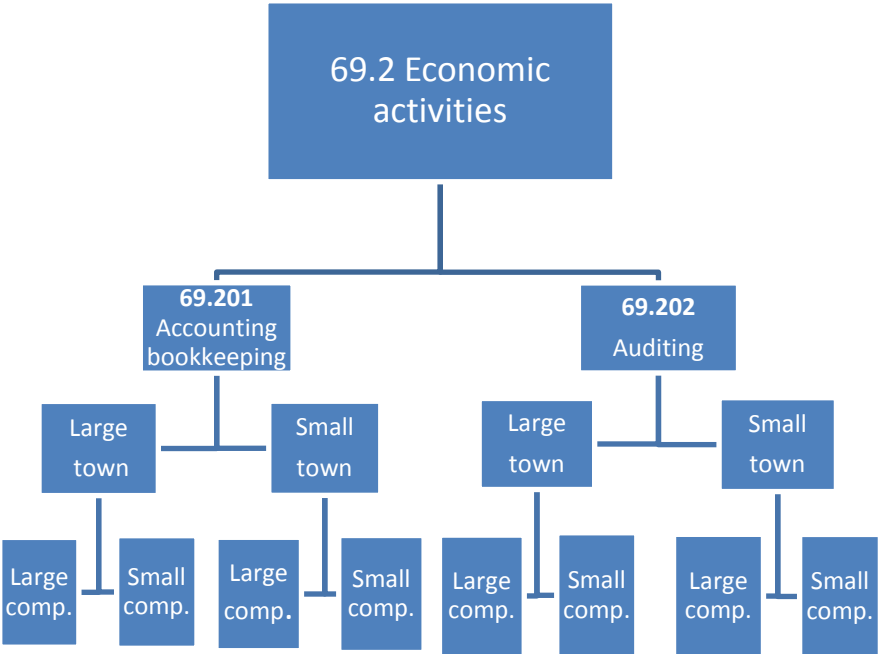 69.2 Economic
activities
69.201
Accounting
bookkeeping
69.202
Auditing
Large
town
Small
town
Large
town
Small
town
Large
comp.
Small
comp.
Large
comp.
Small
comp.
Large
comp.
Small
comp.
Large
comp.
Small
comp.